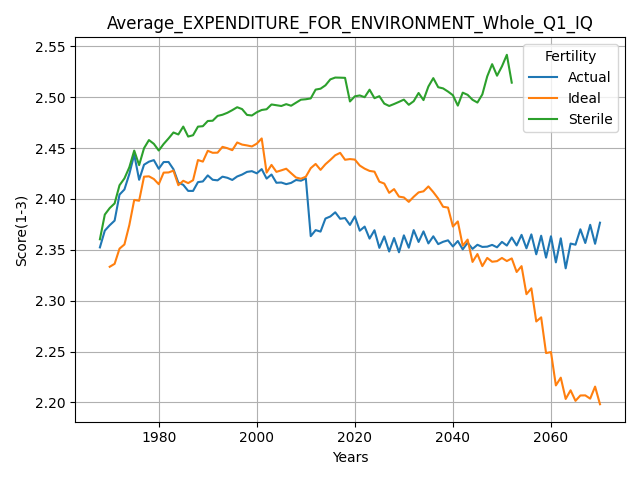 Average_EXPENDITURE_FOR_ENVIRONMENT_Whole_Q1_IQ
Score(1-3)
2.55
2.50
2.45
2.40
2.35
2.30
2.25
2.20
Fertility
Actual
Ideal
Sterile
1980
2000
2020
2040
2060
Years